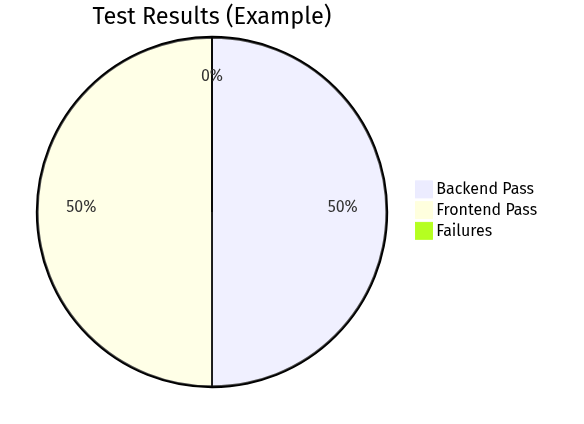 Test Results (Example)
0%
50%
50%
Backend Pass
Frontend Pass
Failures